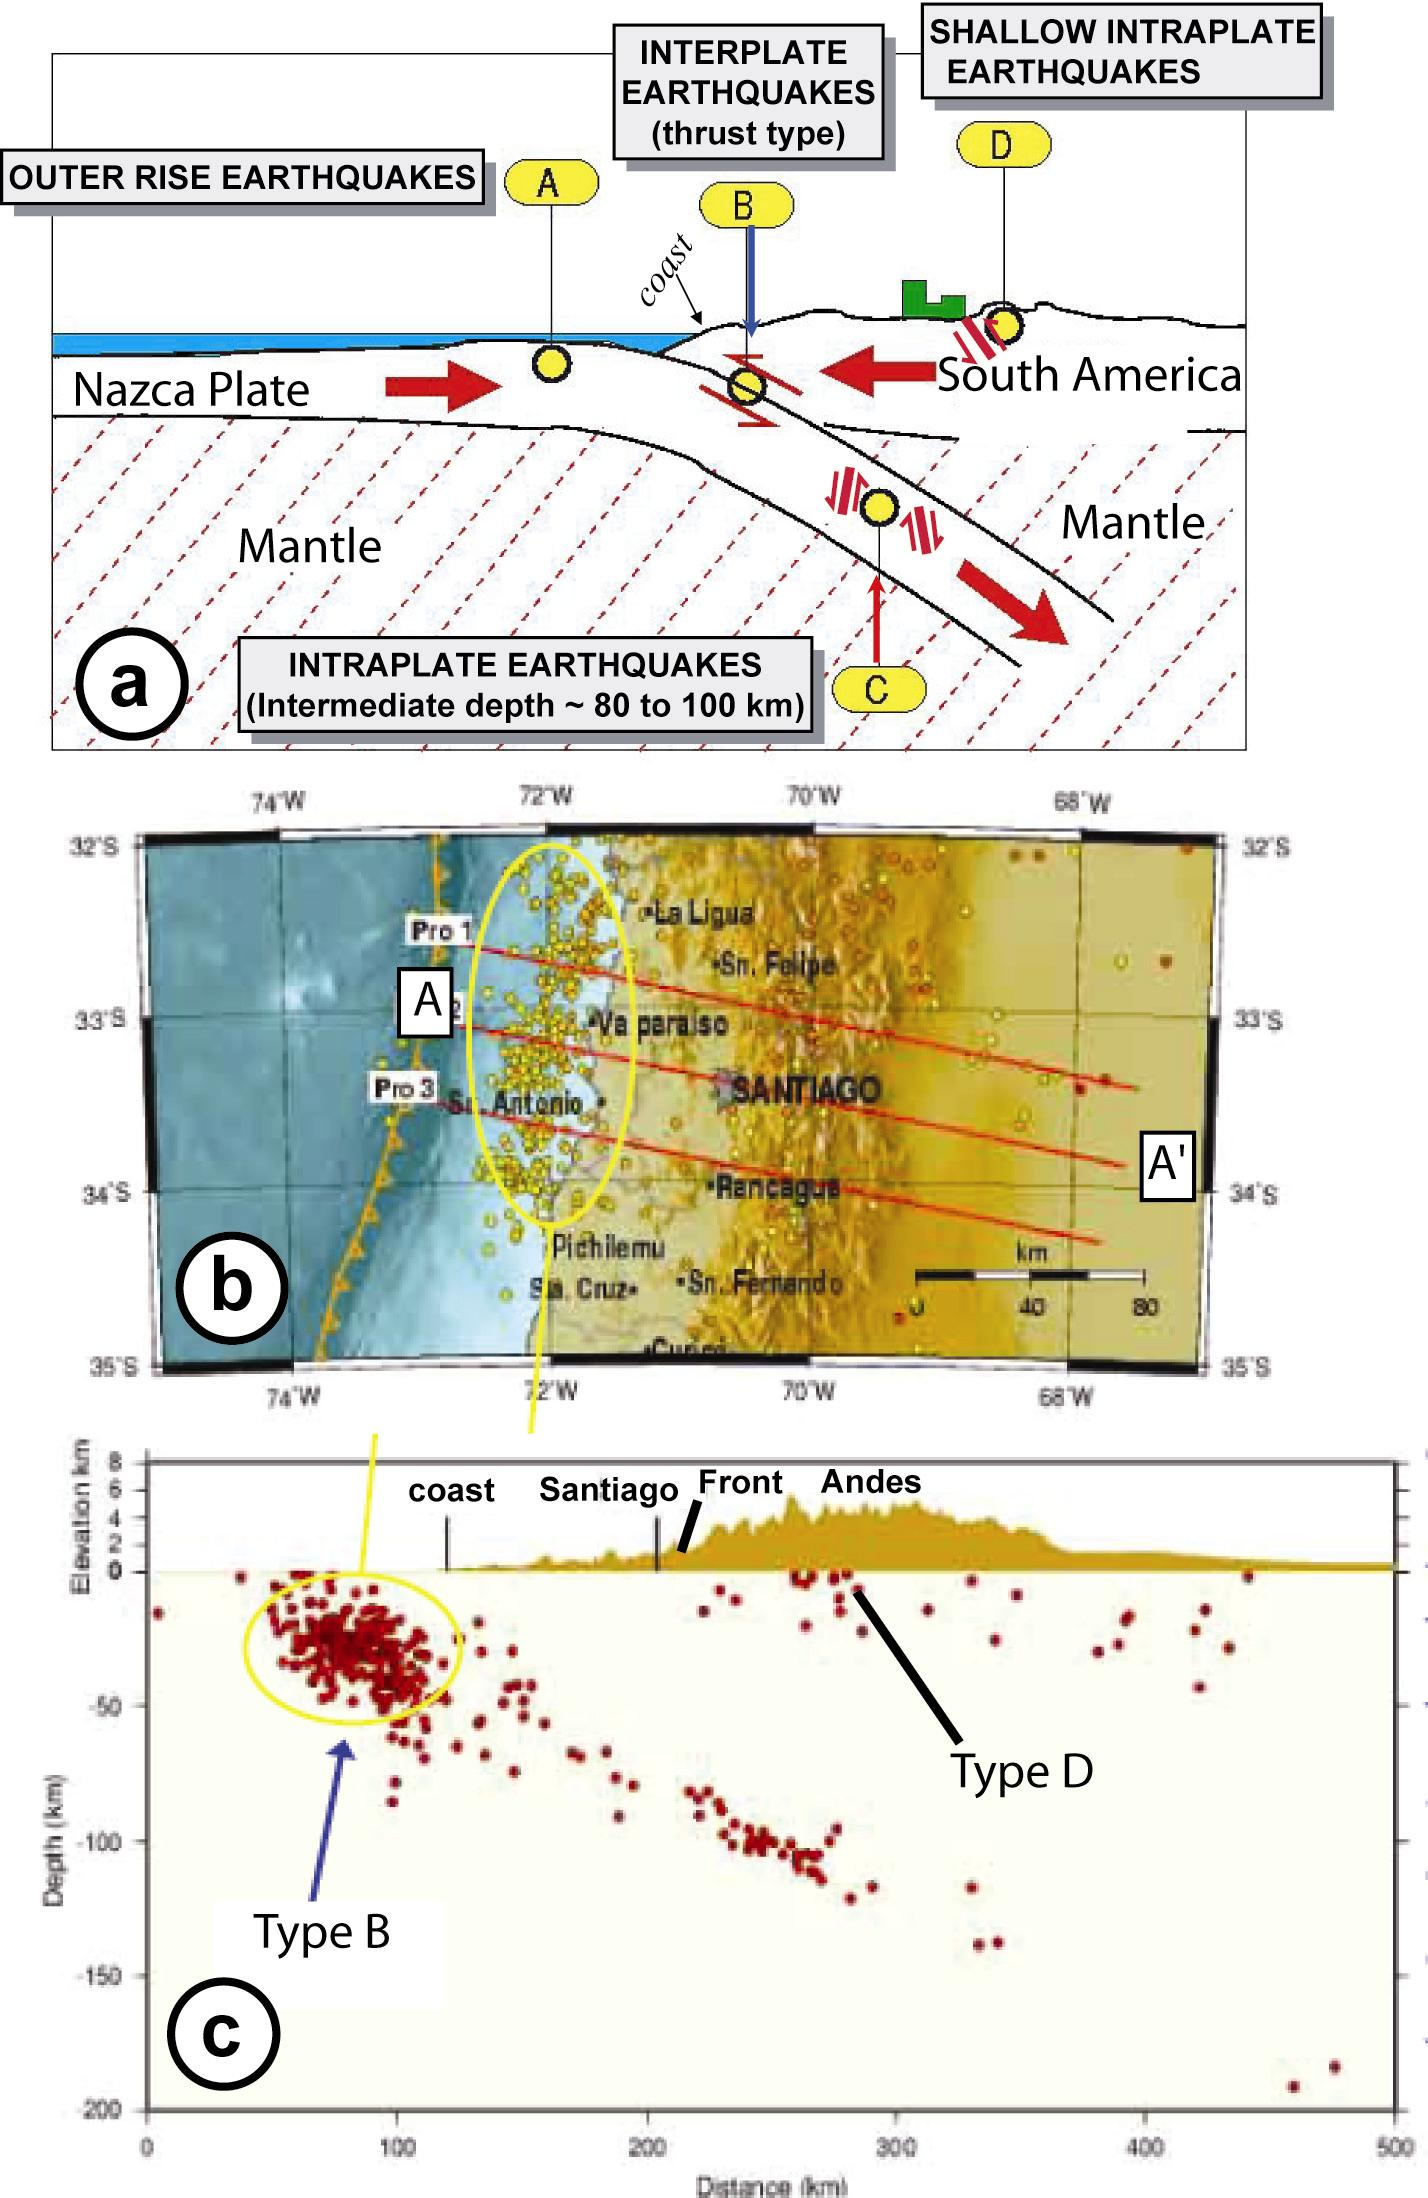 SHALLOW INTRAPLATE
EARTHQUAKES
INTERPLATE
EARTHQUAKES
(thrust type)
OUTER RISE EARTHQUAKES
A
B
D
coast
Nazca Plate
South America
Mantle
Mantle
INTRAPLATE EARTHQUAKES
(Intermediate depth ~ 80 to 100 km)
C
a
74°W 72°W 70°W 68°W
32°S 32°S
Pro 1
La Ligua
Sn. Felipe
A
2
33°S 33°S
Va paraiso
SANTIAGO
Pro 3
Sn. Antonio
A'
34°S 34°S
Rancagua
Pichilemu
km
Sta. Cruz
Sn. Fernando
0 40 80
b
35°S 35°S
74°W 72°W 70°W 68°W
Elevation km
8
6
4
2
0
coast Santiago Front Andes
-50
Type D
Depth (km)
-100
Type B
-150
c
-200
0 100 200 300 400 500
Distance (km)